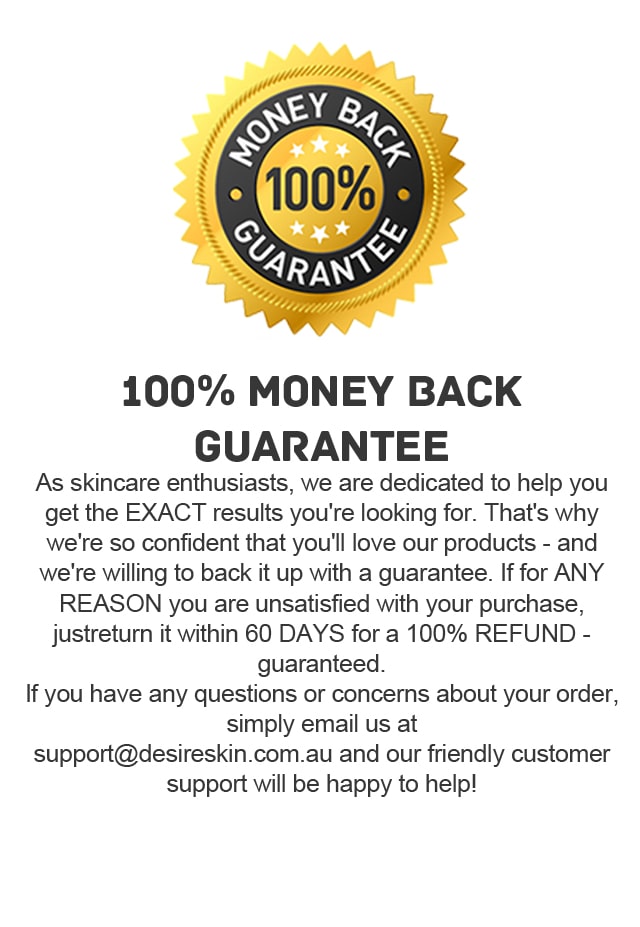 MONEY BACK
100%
GUARANTEE
100% MONEY BACK
GUARANTEE
As skincare enthusiasts, we are dedicated to help you
get the EXACT results you're looking for. That's why
we're so confident that you'll love our products - and
we're willing to back it up with a guarantee. If for ANY
REASON you are unsatisfied with your purchase,
justreturn it within 60 DAYS for a 100% REFUND -
guaranteed.
If you have any questions or concerns about your order,
simply email us at
support@desireskin.com.au and our friendly customer
support will be happy to help!